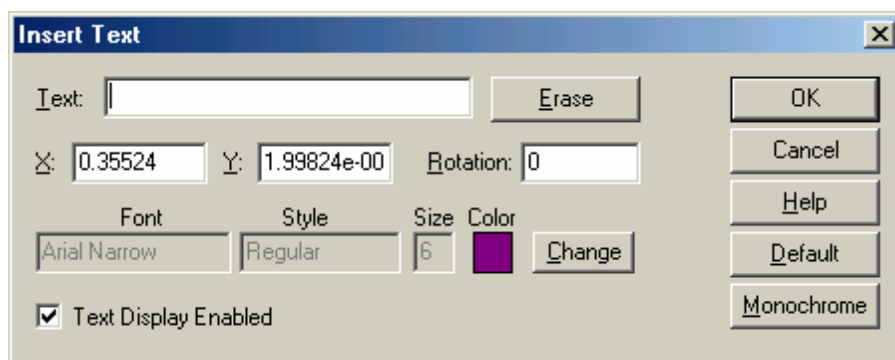 Insert Text
Text: Erase OK
X: 0.35524 Y: 1.99824e-00 Rotation: 0 Cancel
Help
Font Style Size Color
Arial Narrow Regular 6 Change Default
Text Display Enabled Monochrome